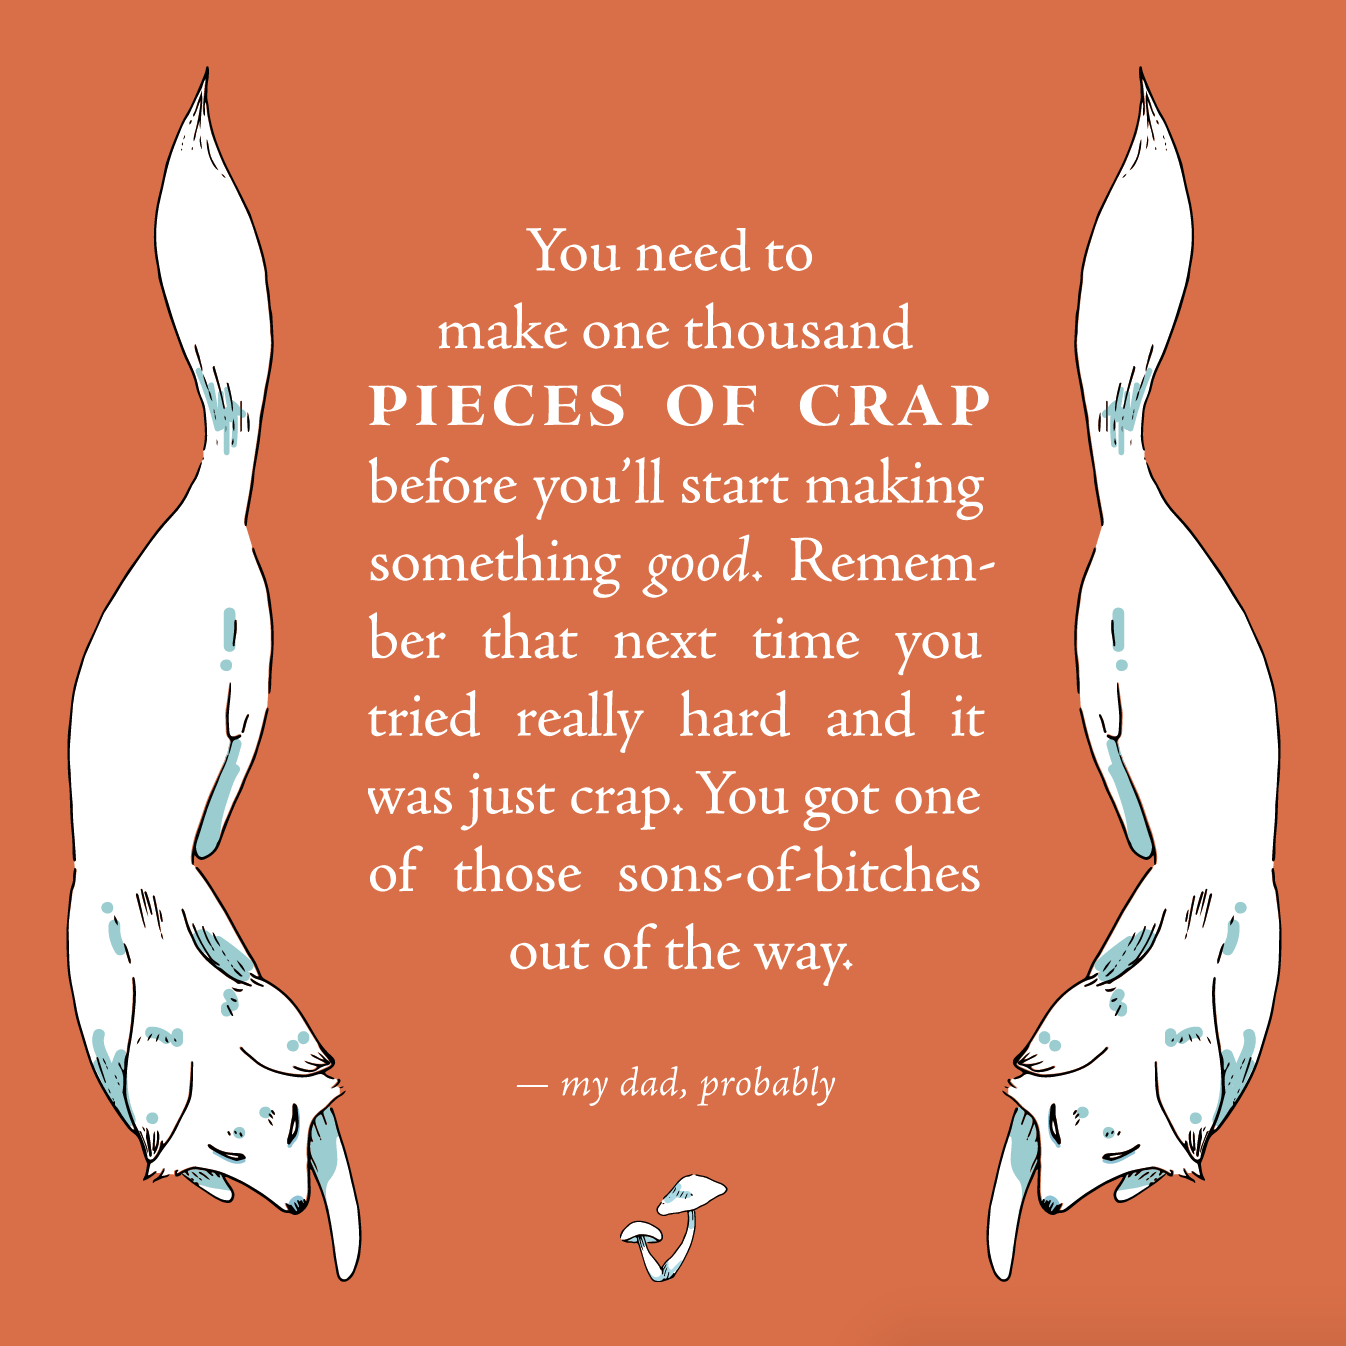 You need to
make one thousand
PIECES OF CRAP
before you’ll start making
something good. Remem-
ber that next time you
tried really hard and it
was just crap. You got one
of those sons-of-bitches
out of the way.
— my dad, probably